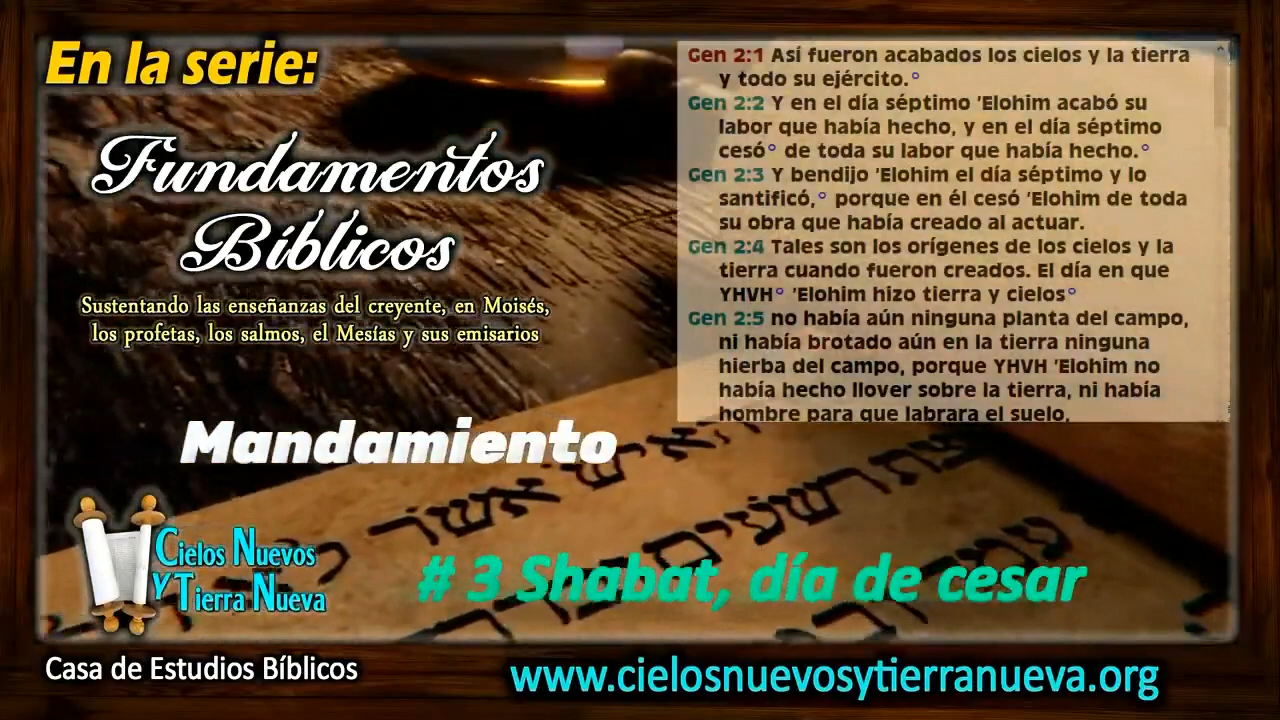 En la serie:
Fundamentos
Bíblicos
Sustentando las enseñanzas del creyente, en Moisés,
los profetas, los salmos, el Mesías y sus emisarios
Gen 2:1 Así fueron acabados los cielos y la tierra
y todo su ejército.°
Gen 2:2 Y en el día séptimo 'Elohim acabó su
labor que había hecho, y en el día séptimo
cesó° de toda su labor que había hecho.°
Gen 2:3 Y bendijo 'Elohim el día séptimo y lo
santificó,° porque en él cesó 'Elohim de toda
su obra que había creado al actuar.
Gen 2:4 Tales son los orígenes de los cielos y la
tierra cuando fueron creados. El día en que
YHVH° 'Elohim hizo tierra y cielos°
Gen 2:5 no había aún ninguna planta del campo,
ni había brotado aún en la tierra ninguna
hierba del campo, porque YHVH 'Elohim no
había hecho llover sobre la tierra, ni había
hombre para que labrara el suelo,
Mandamiento
האיש אשר
רשעים
Cielos Nuevos
Y Tierra Nueva
# 3 Shabat, día de cesar
Casa de Estudios Bíblicos
www.cielosnuevosytierranueva.org